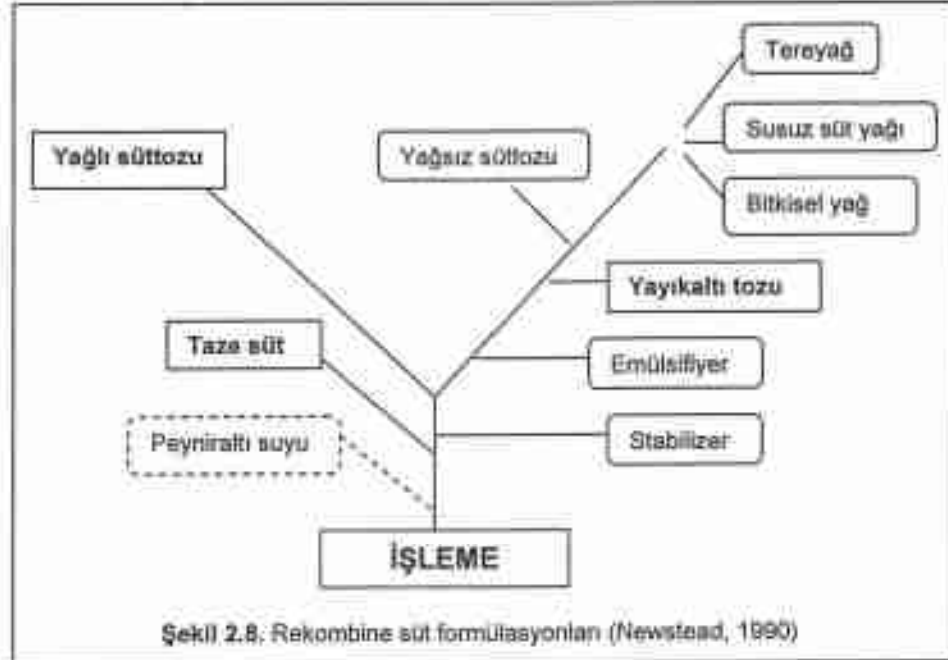 Tereyağ
Susuz süt yağı
Yağlı süttozu
Yağsız süttozu
Bitkisel yağ
Yayıkaltı tozu
Taze süt
Emülsifiyer
Peyniraltı suyu
Stabilizer
İŞLEME
Şekil 2.8. Rekombine süt formülasyonları (Newstead, 1990)